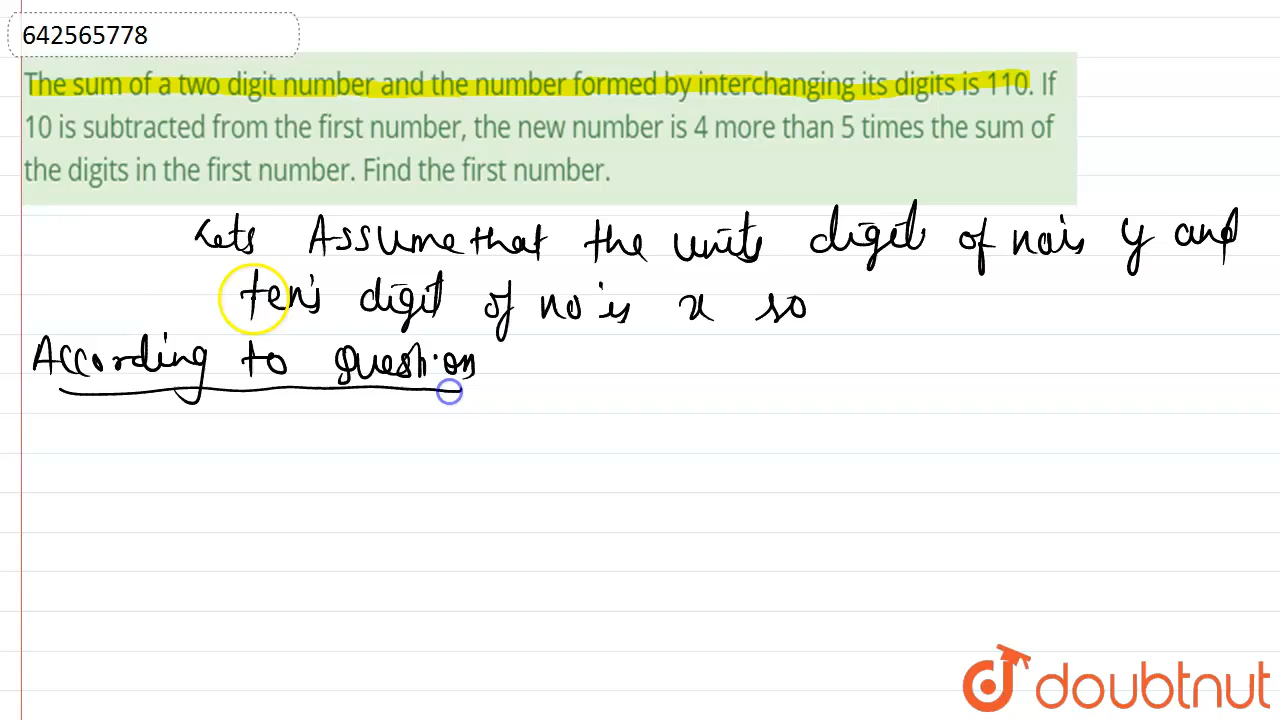 642565778
The sum of a two digit number and the number formed by interchanging its digits is 110. If
10 is subtracted from the first number, the new number is 4 more than 5 times the sum of
the digits in the first number. Find the first number.
Lets Assume that the units digit of no is y and
ten's digit of no is x so
According to question
doubtnut